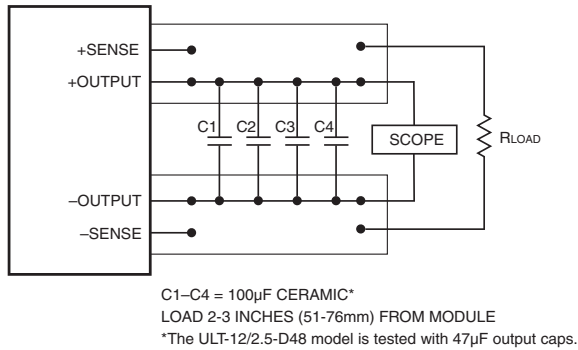 +SENSE
+OUTPUT
C1 C2 C3 C4
SCOPE
RLOAD
–OUTPUT
–SENSE
C1–C4 = 100µF CERAMIC*
LOAD 2-3 INCHES (51-76mm) FROM MODULE
*The ULT-12/2.5-D48 model is tested with 47µF output caps.